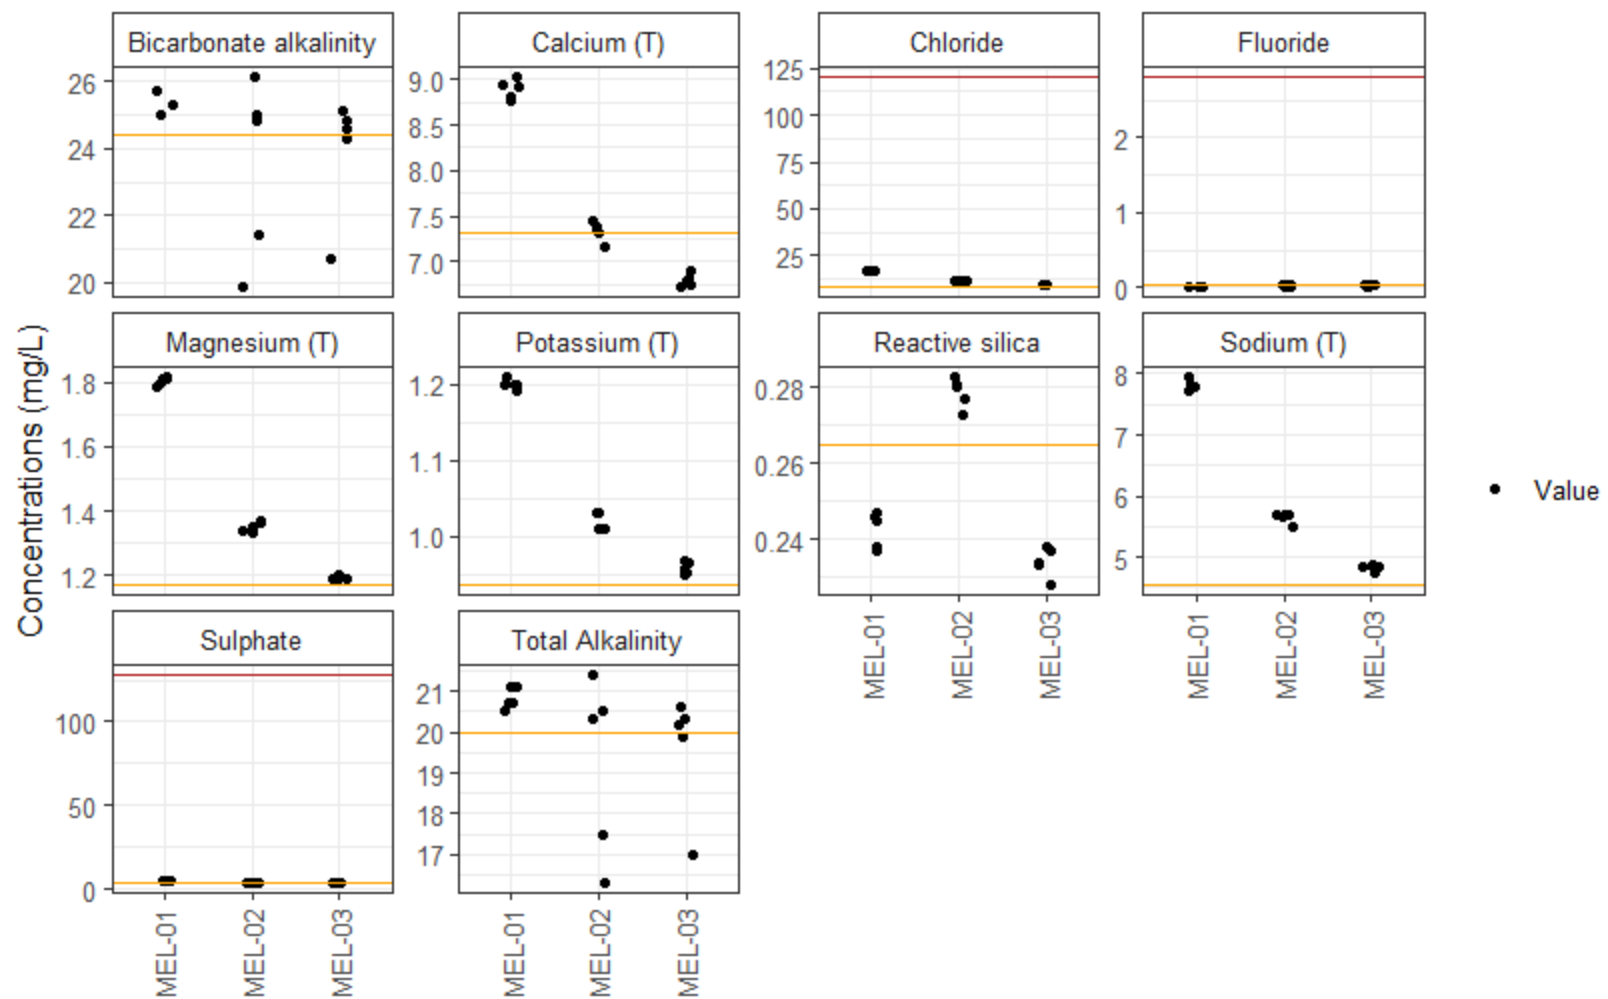 Bicarbonate alkalinity
Calcium (T)
Chloride
Fluoride
26
24
22
20
9.0
8.5
8.0
7.5
7.0
125
100
75
50
25
2
1
0
Concentrations (mg/L)
Magnesium (T)
Potassium (T)
Reactive silica
Sodium (T)
1.8
1.6
1.4
1.2
1.2
1.1
1.0
0.28
0.26
0.24
8
7
6
5
Value
MEL-01
MEL-02
MEL-03
MEL-01
MEL-02
MEL-03
Sulphate
Total Alkalinity
100
50
0
21
20
19
18
17
MEL-01
MEL-02
MEL-03
MEL-01
MEL-02
MEL-03